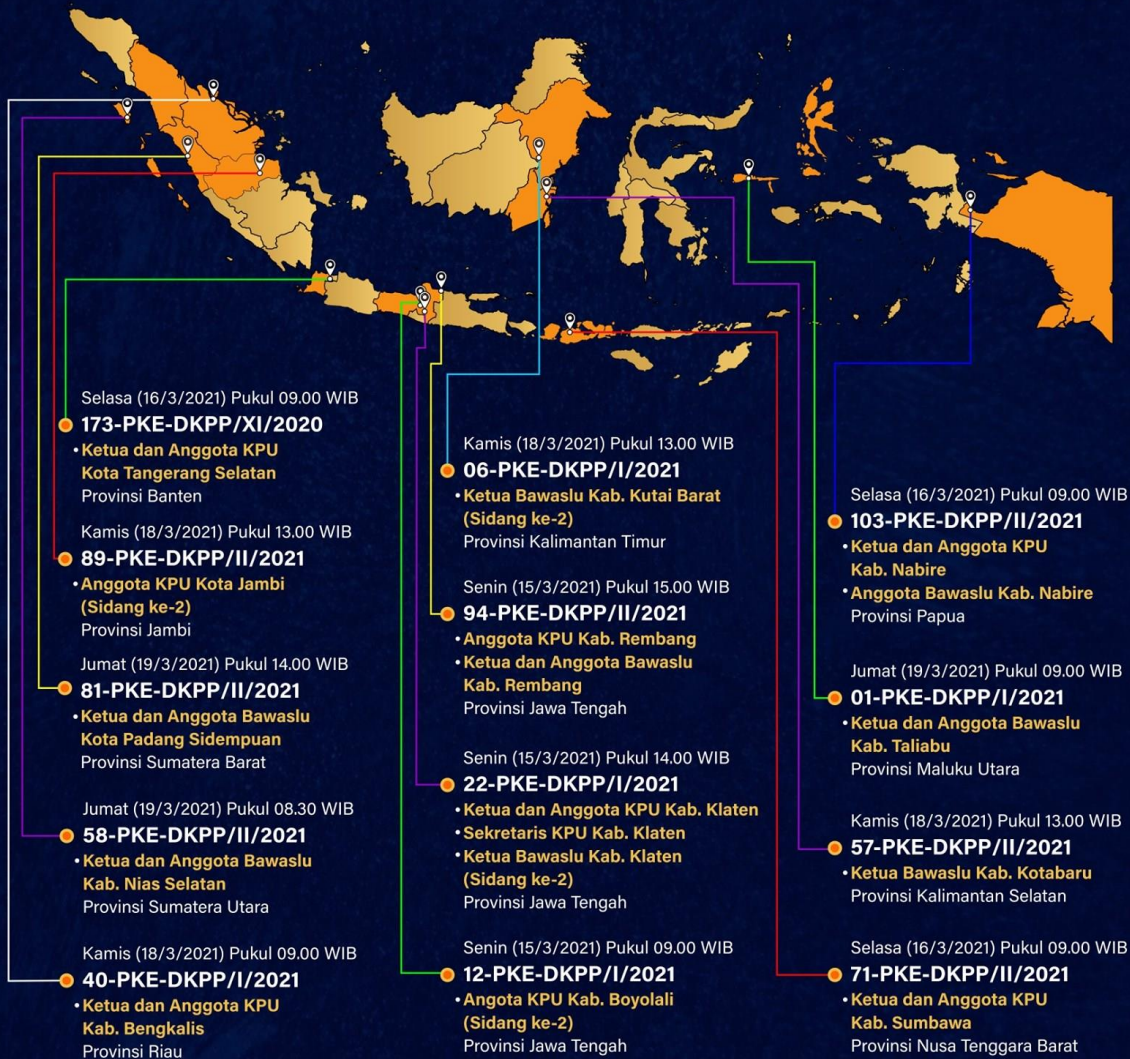 Selasa (16/3/2021) Pukul 09.00 WIB
173-PKE-DKPP/XI/2020
• Ketua dan Anggota KPU
Kota Tangerang Selatan
Provinsi Banten
Kamis (18/3/2021) Pukul 13.00 WIB
89-PKE-DKPP/II/2021
• Anggota KPU Kota Jambi
(Sidang ke-2)
Provinsi Jambi
Jumat (19/3/2021) Pukul 14.00 WIB
81-PKE-DKPP/II/2021
• Ketua dan Anggota Bawaslu
Kota Padang Sidempuan
Provinsi Sumatera Barat
Jumat (19/3/2021) Pukul 08.30 WIB
58-PKE-DKPP/II/2021
• Ketua dan Anggota Bawaslu
Kab. Nias Selatan
Provinsi Sumatera Utara
Kamis (18/3/2021) Pukul 09.00 WIB
40-PKE-DKPP/I/2021
• Ketua dan Anggota KPU
Kab. Bengkalis
Provinsi Riau
Kamis (18/3/2021) Pukul 13.00 WIB
06-PKE-DKPP/I/2021
• Ketua Bawaslu Kab. Kutai Barat
(Sidang ke-2)
Provinsi Kalimantan Timur
Senin (15/3/2021) Pukul 15.00 WIB
94-PKE-DKPP/II/2021
• Anggota KPU Kab. Rembang
• Ketua dan Anggota Bawaslu
Kab. Rembang
Provinsi Jawa Tengah
Senin (15/3/2021) Pukul 14.00 WIB
22-PKE-DKPP/I/2021
• Ketua dan Anggota KPU Kab. Klaten
• Sekretaris KPU Kab. Klaten
• Ketua Bawaslu Kab. Klaten
(Sidang ke-2)
Provinsi Jawa Tengah
Senin (15/3/2021) Pukul 09.00 WIB
12-PKE-DKPP/I/2021
• Angota KPU Kab. Boyolali
(Sidang ke-2)
Provinsi Jawa Tengah
Selasa (16/3/2021) Pukul 09.00 WIB
103-PKE-DKPP/II/2021
• Ketua dan Anggota KPU
Kab. Nabire
• Anggota Bawaslu Kab. Nabire
Provinsi Papua
Jumat (19/3/2021) Pukul 09.00 WIB
01-PKE-DKPP/I/2021
• Ketua dan Anggota Bawaslu
Kab. Taliabu
Provinsi Maluku Utara
Kamis (18/3/2021) Pukul 13.00 WIB
57-PKE-DKPP/II/2021
• Ketua Bawaslu Kab. Kotabaru
Provinsi Kalimantan Selatan
Selasa (16/3/2021) Pukul 09.00 WIB
71-PKE-DKPP/II/2021
• Ketua dan Anggota KPU
Kab. Sumbawa
Provinsi Nusa Tenggara Barat